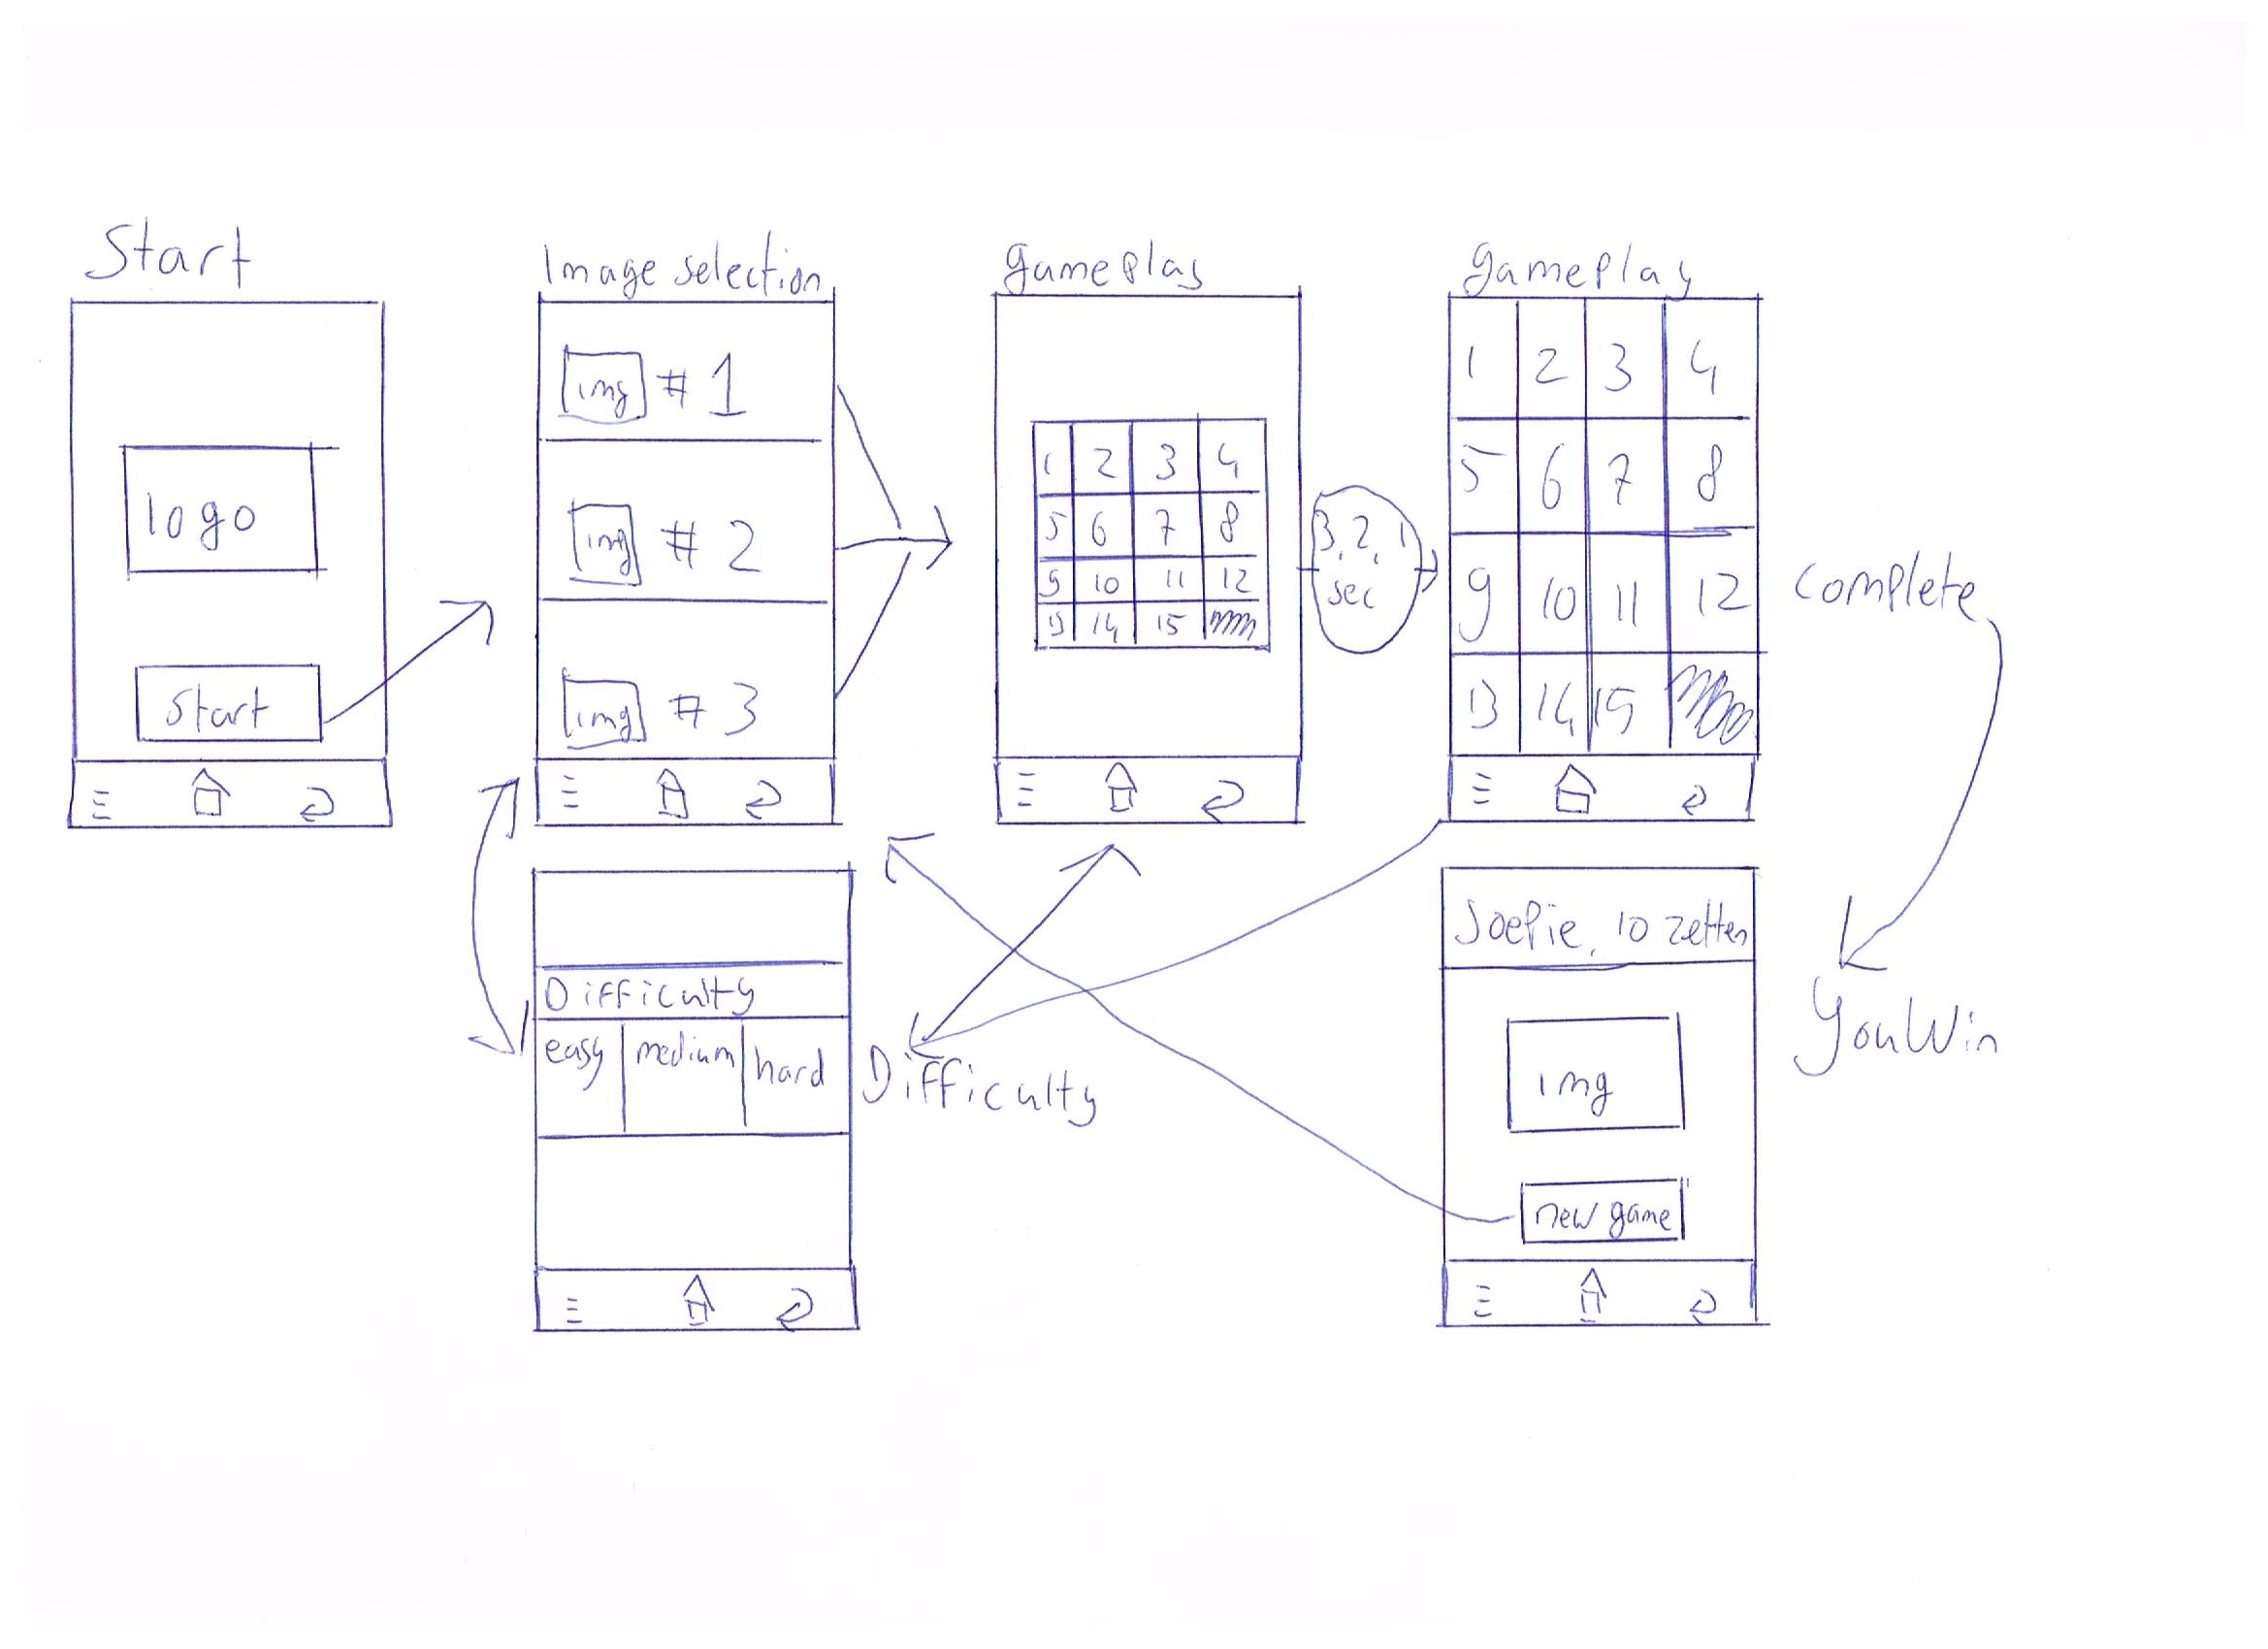 Start
logo
start
Image selection
img # 1
img # 2
img # 3
gameplay
1 2 3 4
5 6 7 8
9 10 11 12
13 14 15
3, 2, 1
sec
gameplay
1 2 3 4
5 6 7 8
9 10 11 12
13 14 15
complete
Difficulty
easy medium hard
Difficulty
Joepie, 10 zetten
img
new game
YouWin